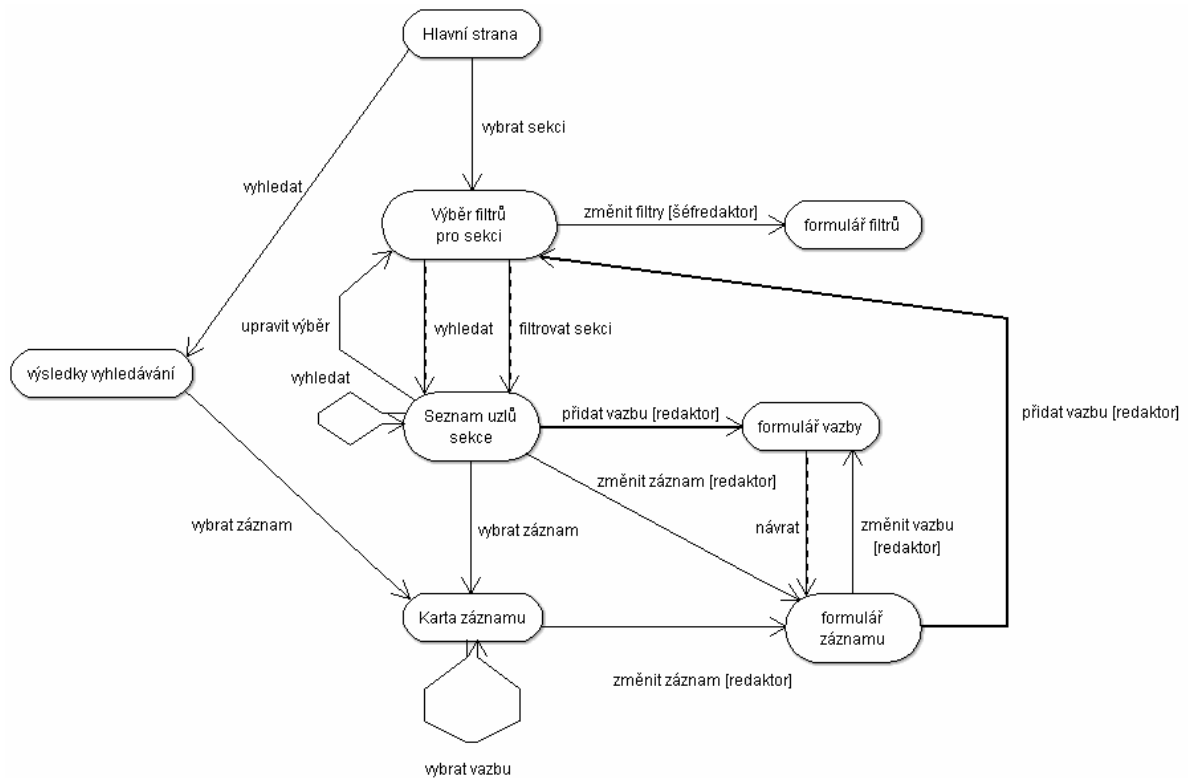 Hlavní strana
vybrat sekci
vyhledat
Výběr filtrů
pro sekci
změnit filtry [šéfredaktor]
formulář filtrů
upravit výběr
vyhledat
filtrovat sekci
výsledky vyhledávání
vyhledat
Seznam uzlů
sekce
přidat vazbu [redaktor]
formulář vazby
přidat vazbu [redaktor]
změnit záznam [redaktor]
vybrat záznam
vybrat záznam
návrat
změnit vazbu
[redaktor]
Karta záznamu
formulář
záznamu
změnit záznam [redaktor]
vybrat vazbu